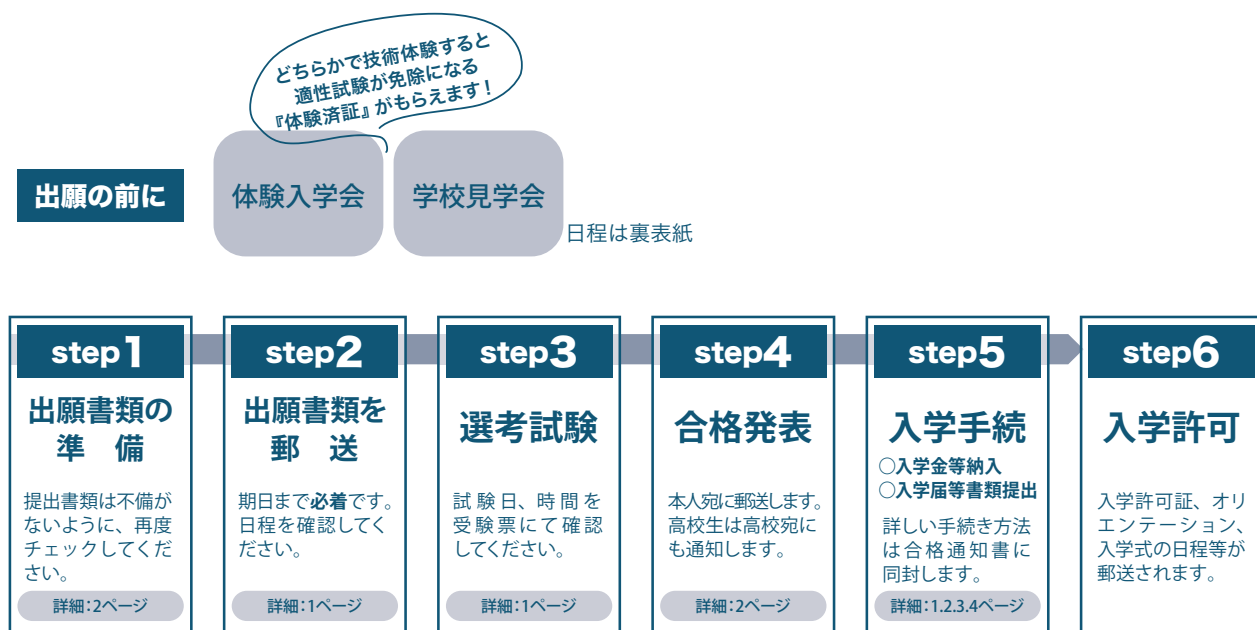 どちらかで技術体験すると
適性試験が免除になる
『体験済証』がもらえます！
出願の前に
体験入学会
学校見学会
日程は裏表紙
step1
出願書類の
準　備
提出書類は不備が
ないように、再度
チェックしてくだ
さい。
詳細：2ページ
step2
出願書類を
郵　送
期日まで必着です。
日程を確認してく
ださい。
詳細：1ページ
step3
選考試験
試験日、時間を
受験票にて確認
してください。
詳細：1ページ
step4
合格発表
本人宛に郵送します。
高校生は高校宛に
も通知します。
詳細：2ページ
step5
入学手続
○入学金等納入
○入学届等書類提出
詳しい手続き方法
は合格通知書に
同封します。
詳細：1.2.3.4ページ
step6
入学許可
入学許可証、オリ
エンテーション、
入学式の日程等が
郵送されます。